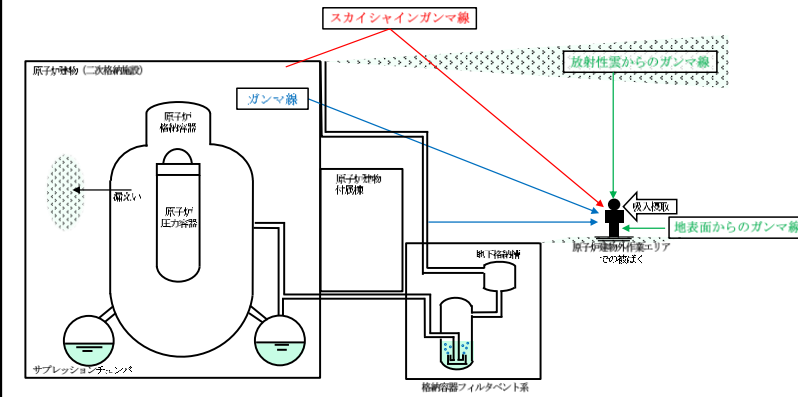 スカイシャインガンマ線
原子炉建物（二次格納施設）
放射性雲からのガンマ線
ガンマ線
原子炉
格納容器
原子炉建物
付属棟
漏えい
原子炉
圧力容器
吸入摂取
地表面からのガンマ線
原子炉建物外作業エリア
での被ばく
地下格納槽
サプレッションチェンバ
格納容器フィルタベント系